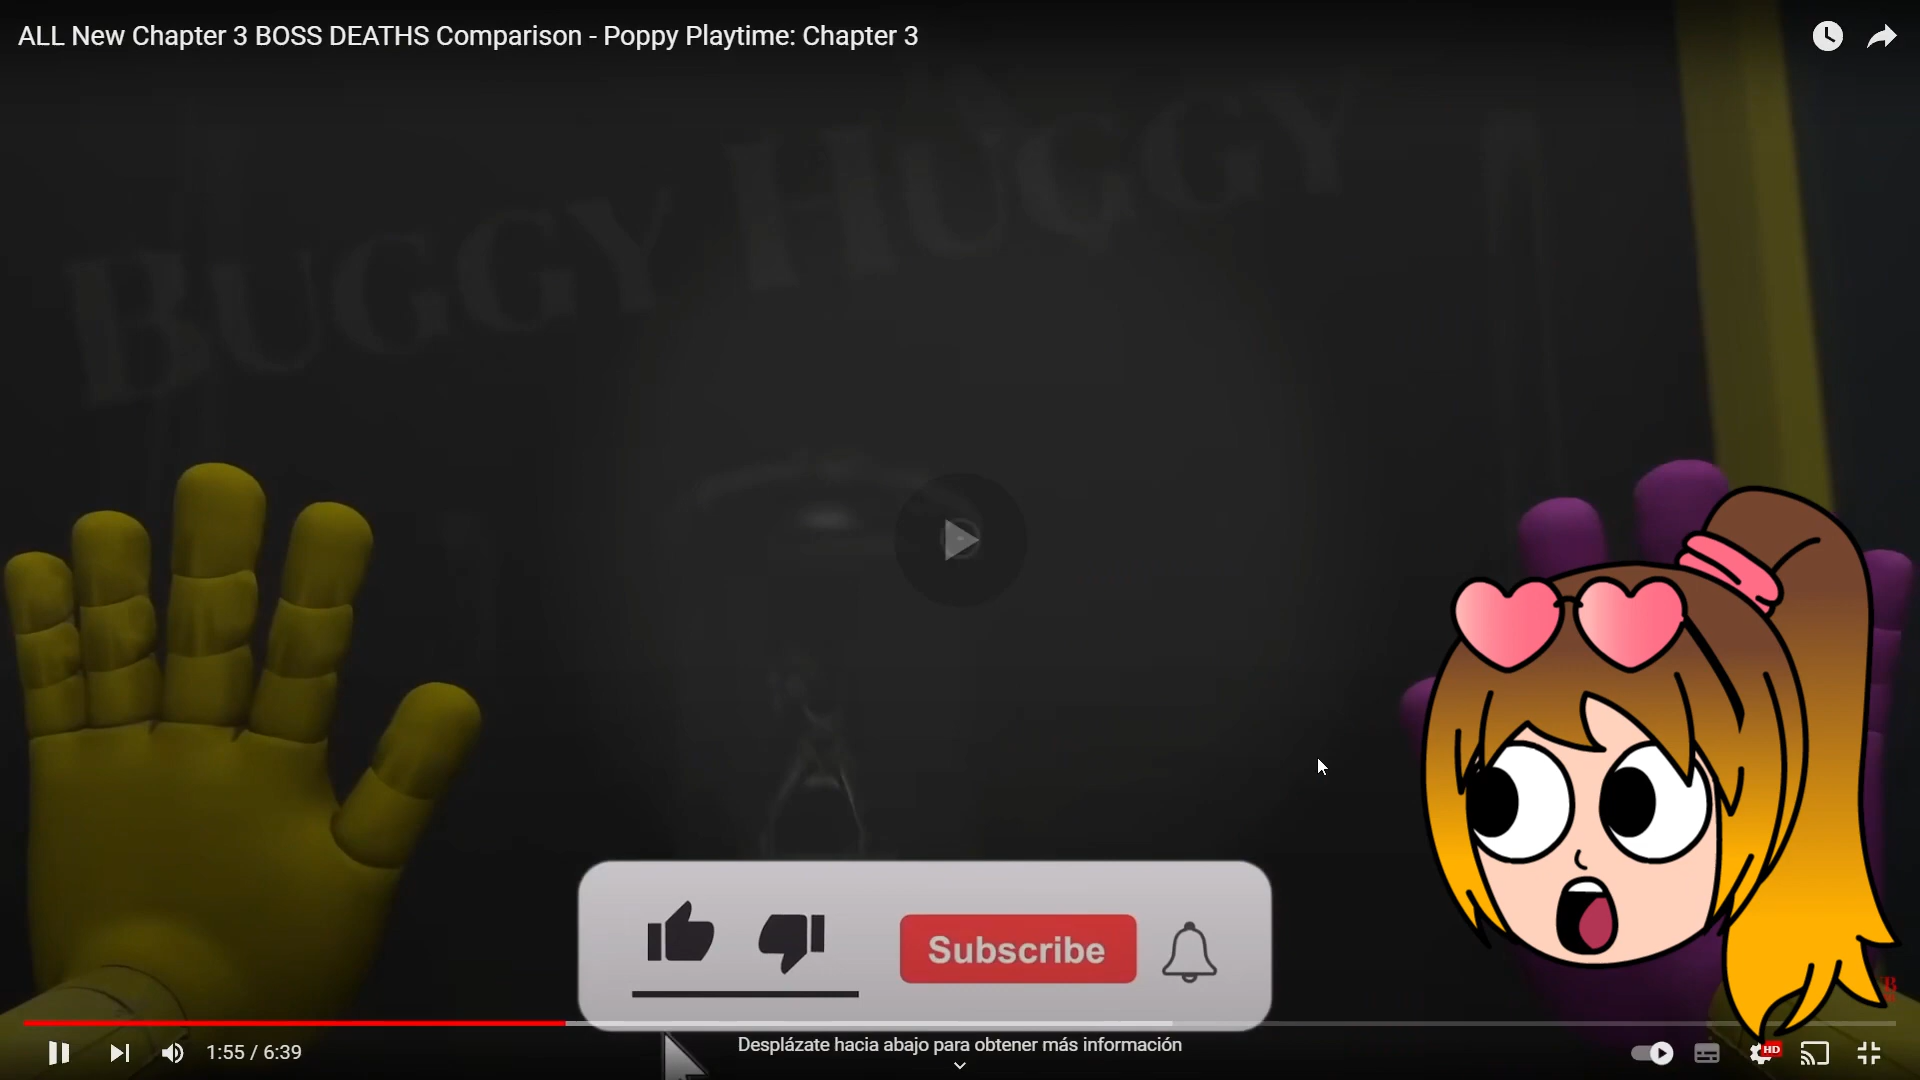 ALL New Chapter 3 BOSS DEATHS Comparison - Poppy Playtime: Chapter 3
BUGGY HUGGY
Subscribe
1:55 / 6:39
Desplázate hacia abajo para obtener más información
HD